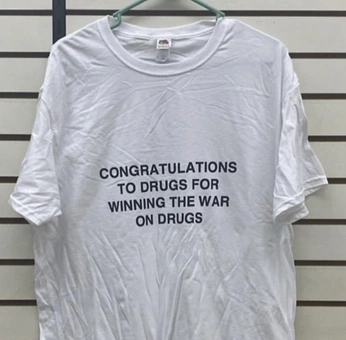 CONGRATULATIONS
TO DRUGS FOR
WINNING THE WAR
ON DRUGS